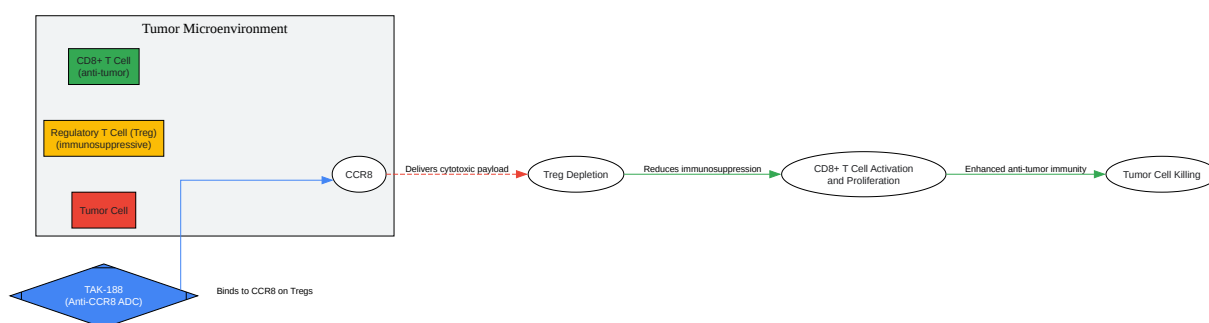 Tumor Microenvironment
CD8+ T Cell
(anti-tumor)
Regulatory T Cell (Treg)
(immunosuppressive)
Tumor Cell
CCR8
Delivers cytotoxic payload
Treg Depletion
Reduces immunosuppression
CD8+ T Cell Activation
and Proliferation
Enhanced anti-tumor immunity
Tumor Cell Killing
TAK-188
(Anti-CCR8 ADC)
Binds to CCR8 on Tregs